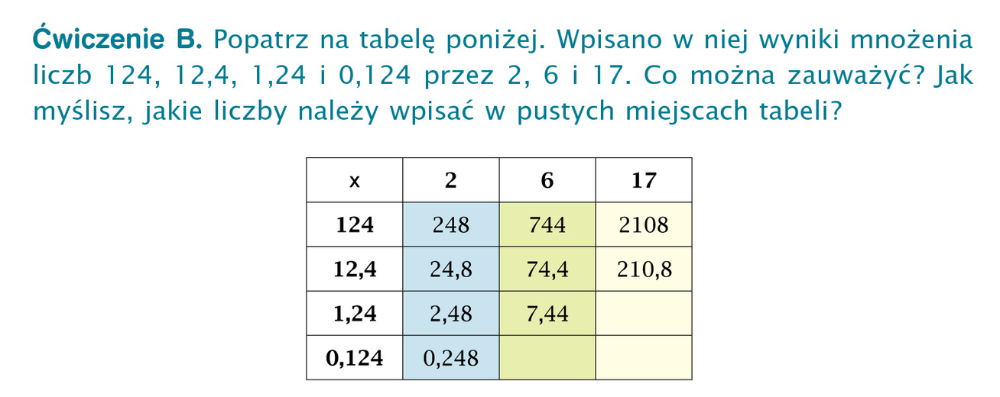 Ćwiczenie B. Popatrz na tabelę poniżej. Wpisano w niej wyniki mnożenia
liczb 124, 12,4, 1,24 i 0,124 przez 2, 6 i 17. Co można zauważyć? Jak
myślisz, jakie liczby należy wpisać w pustych miejscach tabeli?
x 2 6 17
124 248 744 2108
12,4 24,8 74,4 210,8
1,24 2,48 7,44
0,124 0,248